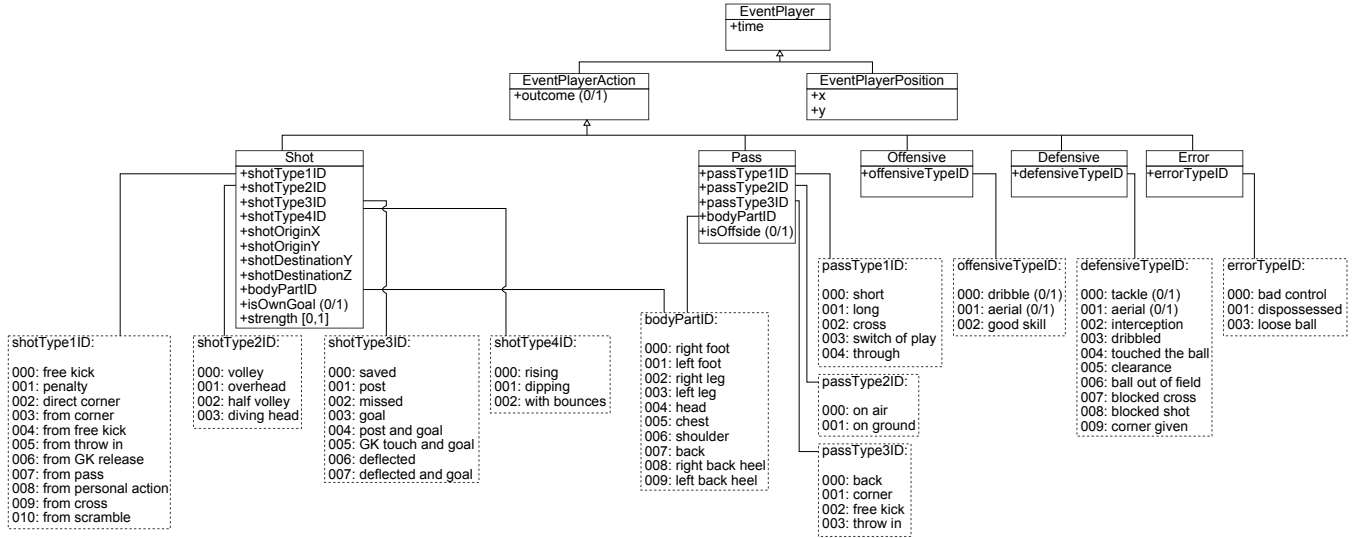 EventPlayer
+time
EventPlayerAction
+outcome (0/1)
EventPlayerPosition
+x
+y
Shot
+shotType1ID
+shotType2ID
+shotType3ID
+shotType4ID
+shotOriginX
+shotOriginY
+shotDestinationY
+shotDestinationZ
+bodyPartID
+isOwnGoal (0/1)
+strength [0,1]
Pass
+passType1ID
+passType2ID
+passType3ID
+bodyPartID
+isOffside (0/1)
Offensive
+offensiveTypeID
Defensive
+defensiveTypeID
Error
+errorTypeID
shotType1ID:
000: free kick
001: penalty
002: direct corner
003: from corner
004: from free kick
005: from throw in
006: from GK release
007: from pass
008: from personal action
009: from cross
010: from scramble
shotType2ID:
000: volley
001: overhead
002: half volley
003: diving head
shotType3ID:
000: saved
001: post
002: missed
003: goal
004: post and goal
005: GK touch and goal
006: deflected
007: deflected and goal
shotType4ID:
000: rising
001: dipping
002: with bounces
bodyPartID:
000: right foot
001: left foot
002: right leg
003: left leg
004: head
005: chest
006: shoulder
007: back
008: right back heel
009: left back heel
passType1ID:
000: short
001: long
002: cross
003: switch of play
004: through
passType2ID:
000: on air
001: on ground
passType3ID:
000: back
001: corner
002: free kick
003: throw in
offensiveTypeID:
000: dribble (0/1)
001: aerial (0/1)
002: good skill
defensiveTypeID:
000: tackle (0/1)
001: aerial (0/1)
002: interception
003: dribbled
004: touched the ball
005: clearance
006: ball out of field
007: blocked cross
008: blocked shot
009: corner given
errorTypeID:
000: bad control
001: dispossessed
003: loose ball